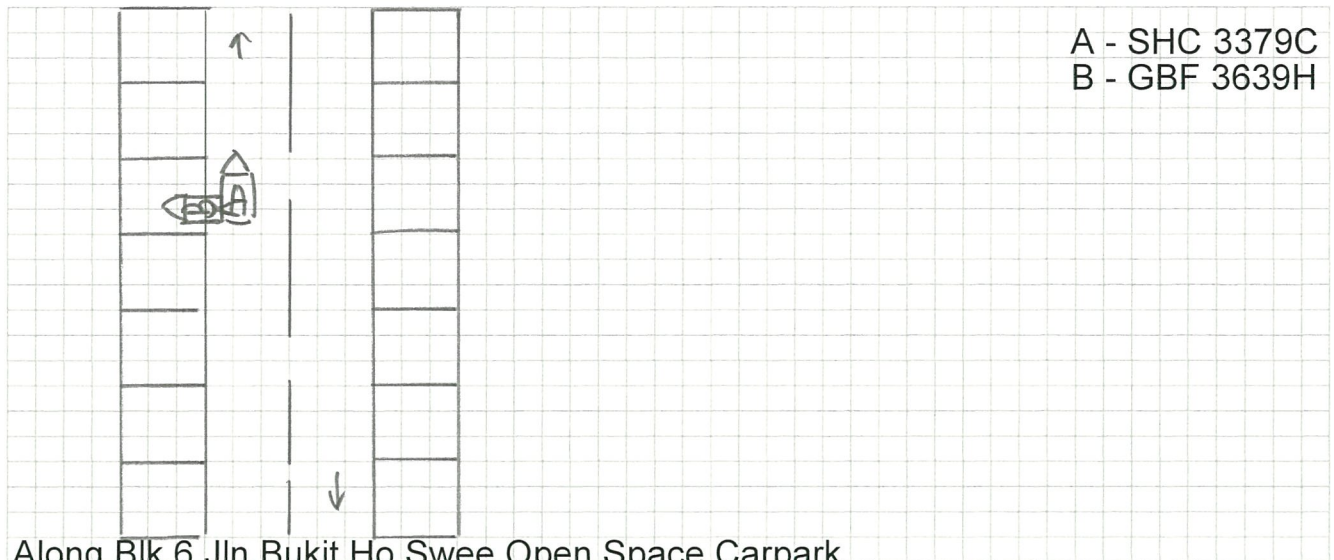 A - SHC 3379C
B - GBF 3639H
A
B
Along Blk 6 Jln Bukit Ho Swee Open Space Carpark